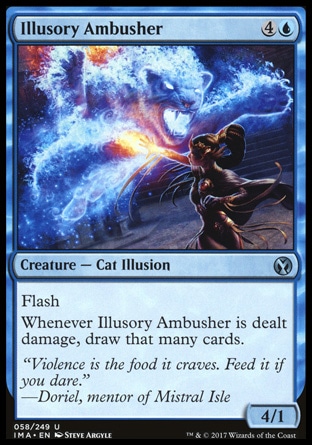 Illusory Ambusher 4
Creature — Cat Illusion
Flash
Whenever Illusory Ambusher is dealt
damage, draw that many cards.
“Violence is the food it craves. Feed it if
you dare.”
—Doriel, mentor of Mistral Isle
058/249 U
IMA • EN Steve Argyle
™ & © 2017 Wizards of the Coast
4/1